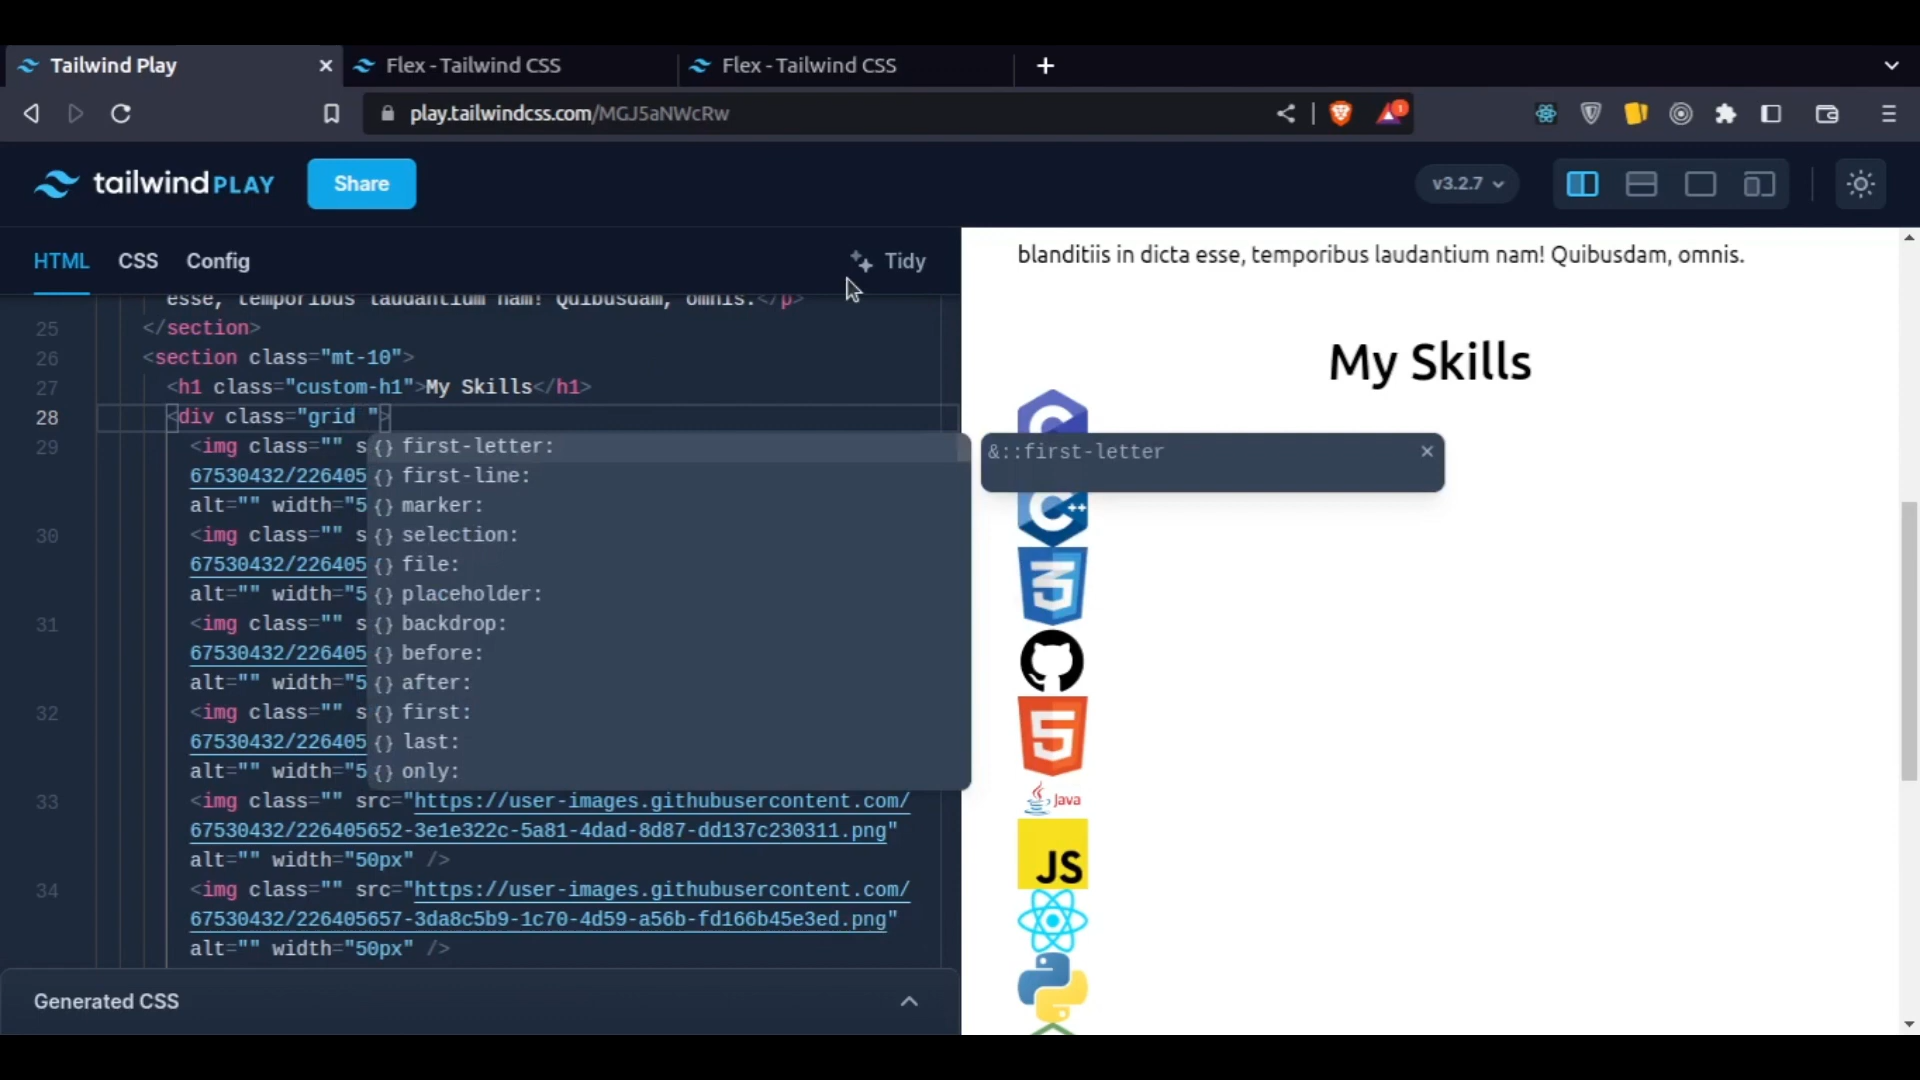 Tailwind Play
Flex - Tailwind CSS
Flex - Tailwind CSS
play.tailwindcss.com/MGJ5aNWcRw
1
tailwind PLAY
Share
v3.2.7
HTML
CSS
Config
Tidy
esse, temporibus laudantium nam! Quibusdam, omnis.</p>
25 </section>
26 <section class="mt-10">
27 <h1 class="custom-h1">My Skills</h1>
28 <div class="grid ">
29 <img class="" s
67530432/226405
alt="" width="5
30 <img class="" s
67530432/226405
alt="" width="5
31 <img class="" s
67530432/226405
alt="" width="5
32 <img class="" s
67530432/226405
alt="" width="5
33 <img class="" src="https://user-images.githubusercontent.com/
67530432/226405652-3e1e322c-5a81-4dad-8d87-dd137c230311.png"
alt="" width="50px" />
34 <img class="" src="https://user-images.githubusercontent.com/
67530432/226405657-3da8c5b9-1c70-4d59-a56b-fd166b45e3ed.png"
alt="" width="50px" />
{} first-letter:
{} first-line:
{} marker:
{} selection:
{} file:
{} placeholder:
{} backdrop:
{} before:
{} after:
{} first:
{} last:
{} only:
&::first-letter
Generated CSS
blanditiis in dicta esse, temporibus laudantium nam! Quibusdam, omnis.
My Skills
C
C++
3
5
Java
JS